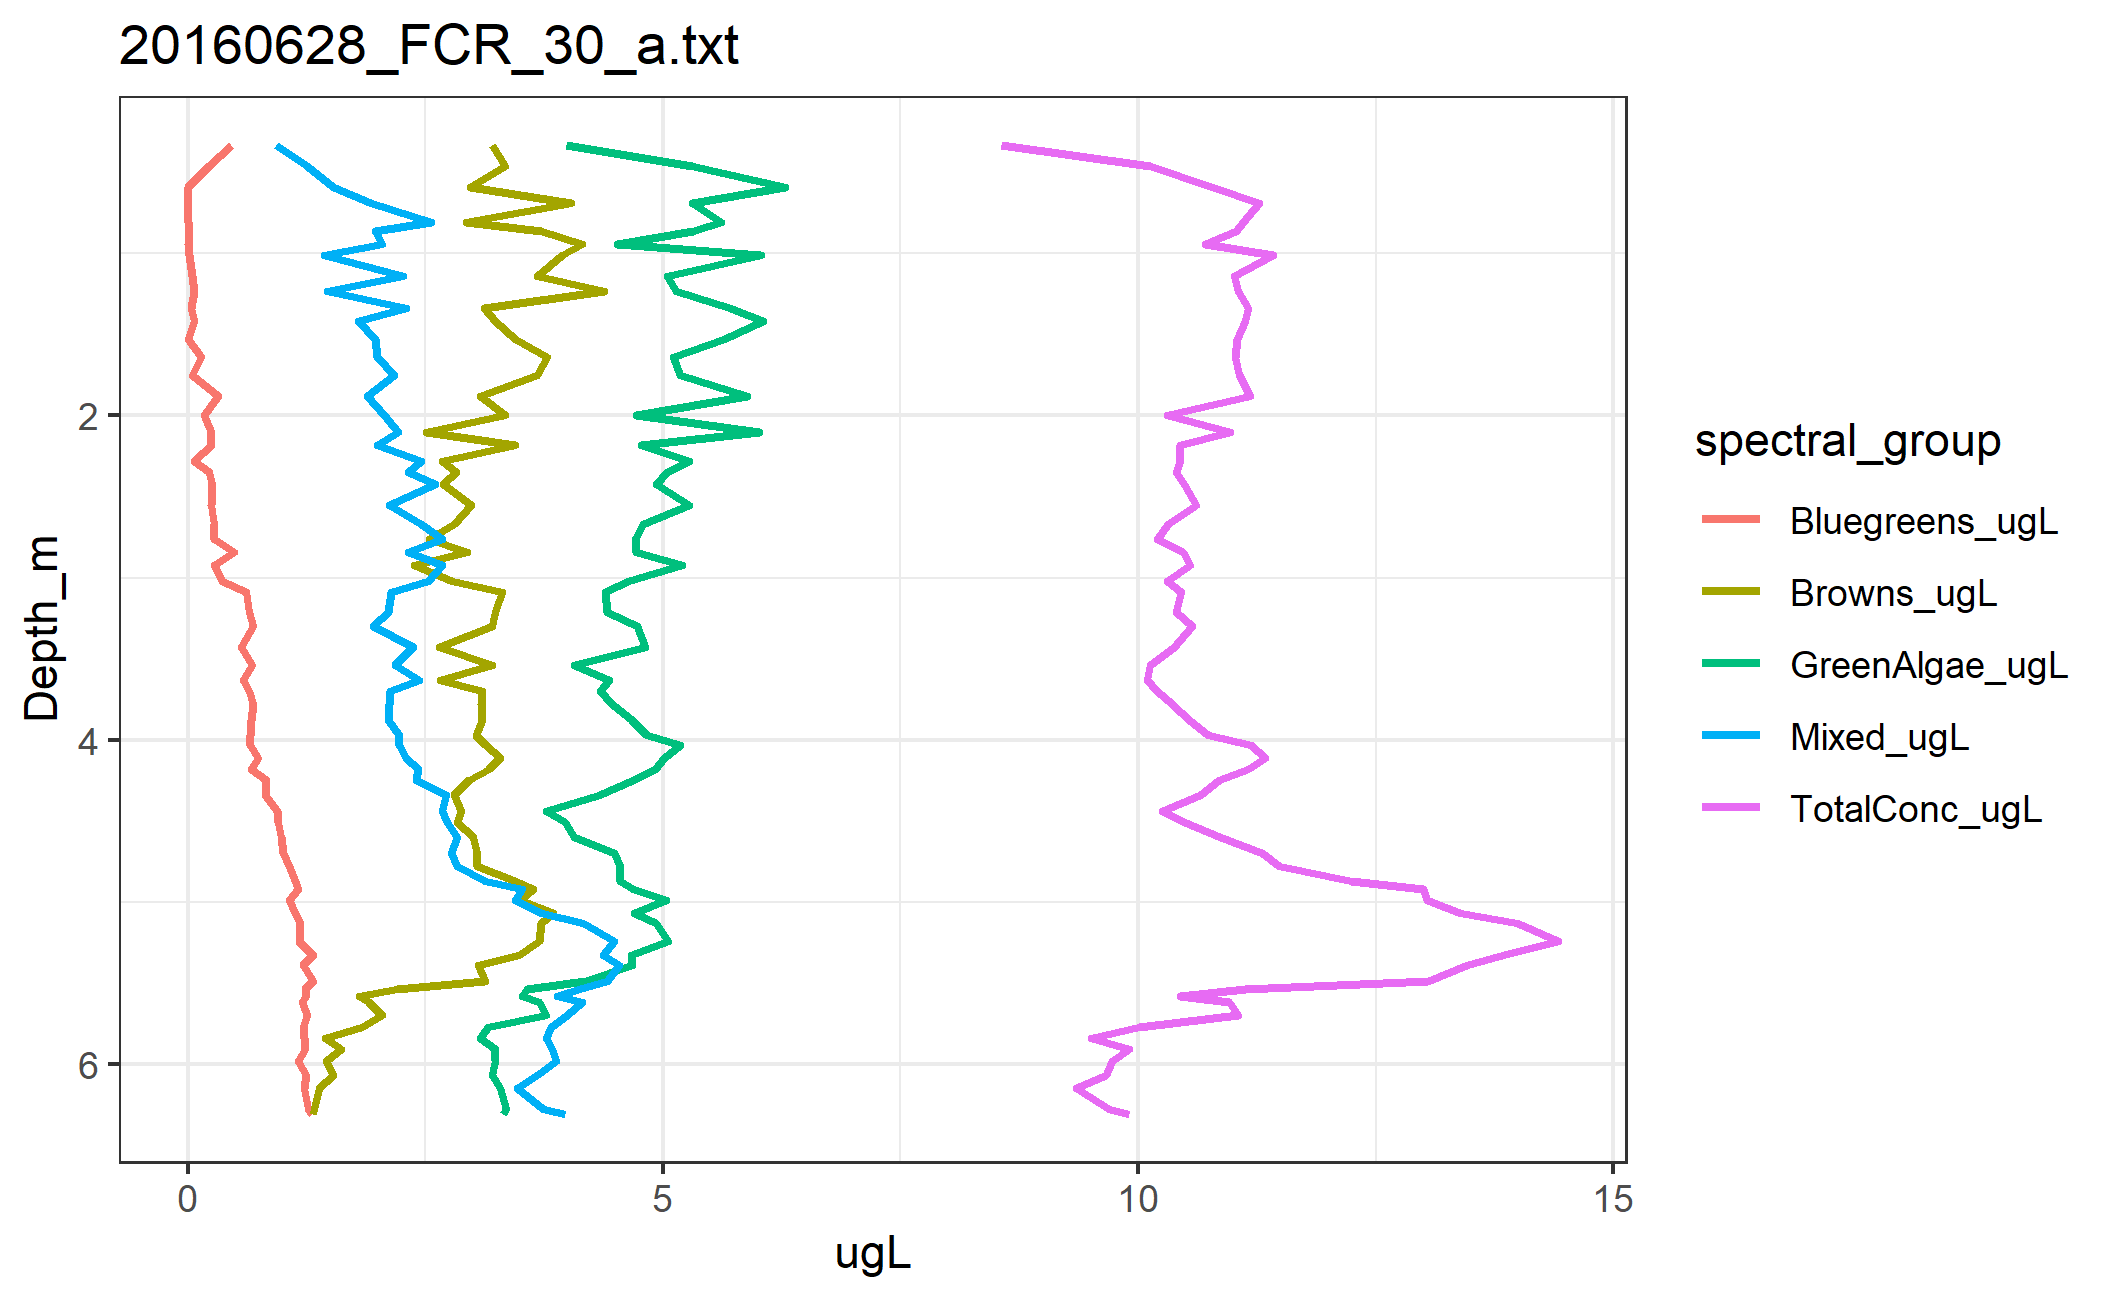 20160628_FCR_30_a.txt
Depth_m
2
4
6
0 5 10 15
ugL
spectral_group
Bluegreens_ugL
Browns_ugL
GreenAlgae_ugL
Mixed_ugL
TotalConc_ugL